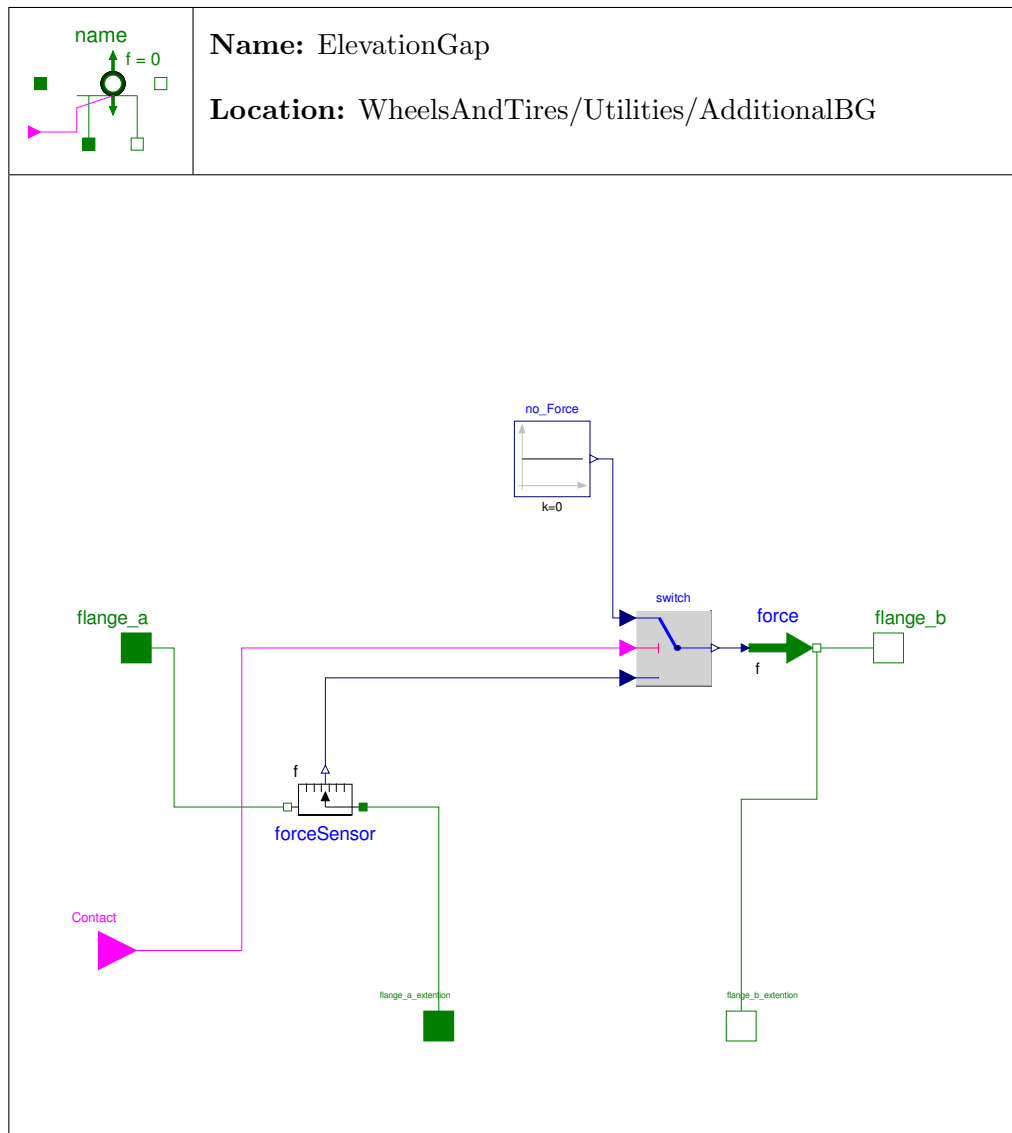 name
f = 0
Name: ElevationGap
Location: WheelsAndTires/Utilities/AdditionalBG
no_Force
k=0
switch
flange_a
force
flange_b
f
f
forceSensor
Contact
flange_a_extention
flange_b_extention